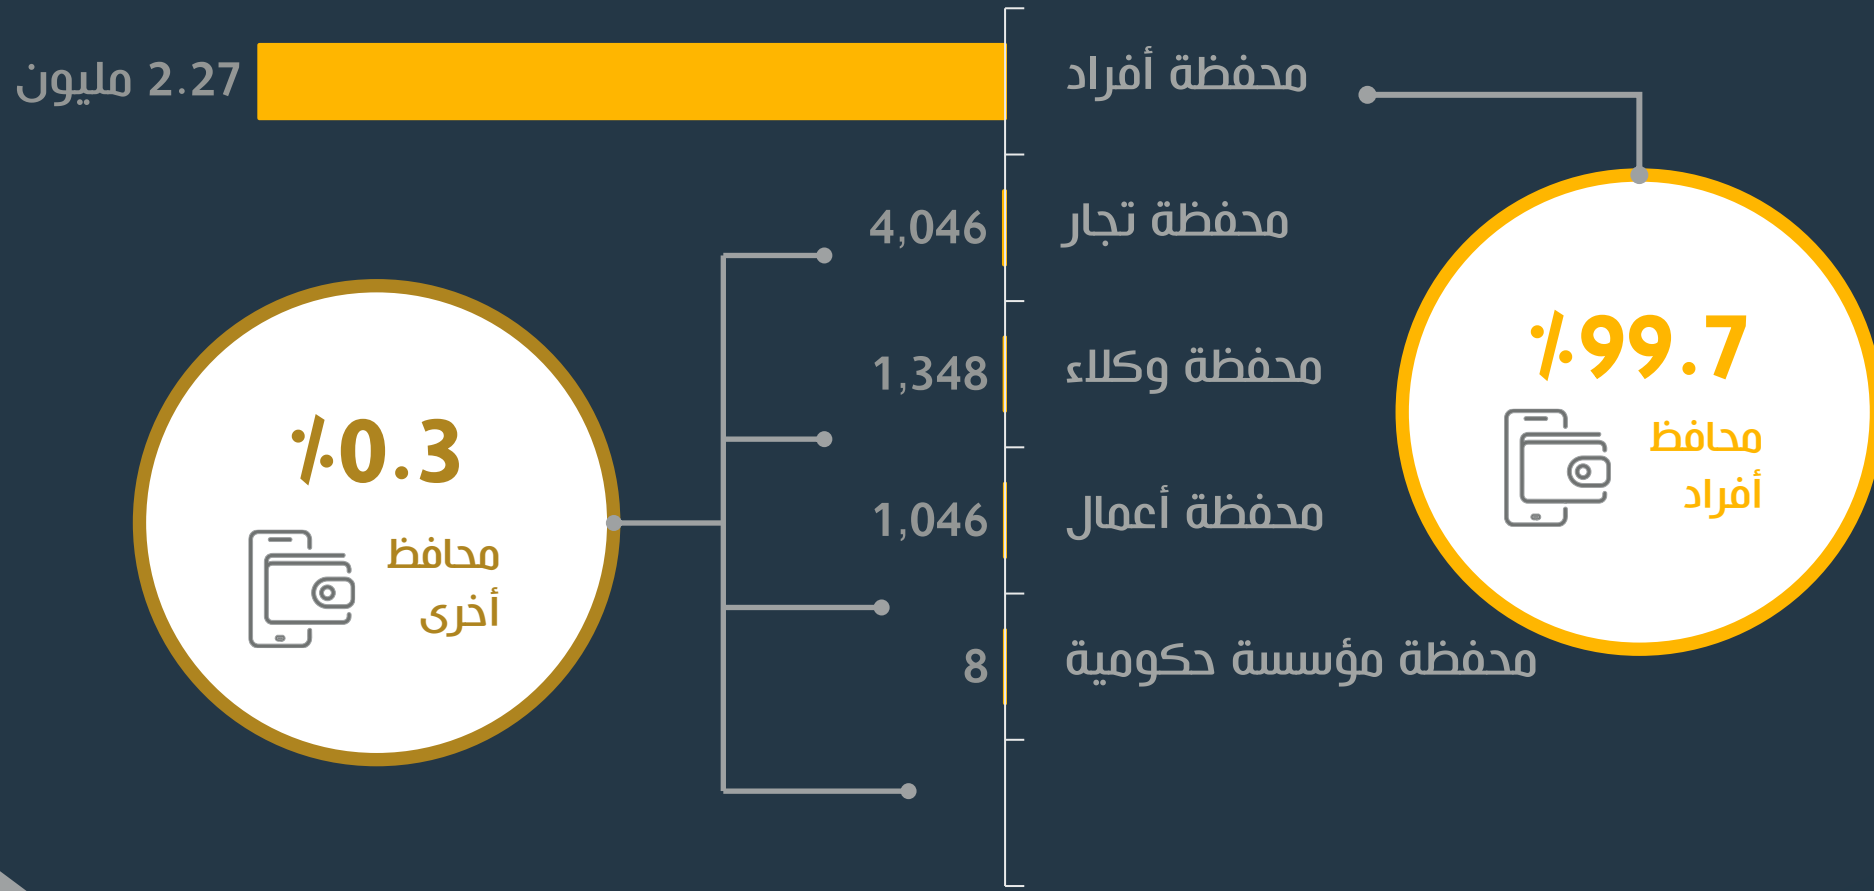 محفظة أفراد
2.27 مليون
محفظة تجار
4,046
محفظة وكلاء
1,348
محفظة أعمال
1,046
محفظة مؤسسة حكومية
8
٪99.7
محافظ
أفراد
٪0.3
محافظ
أخرى